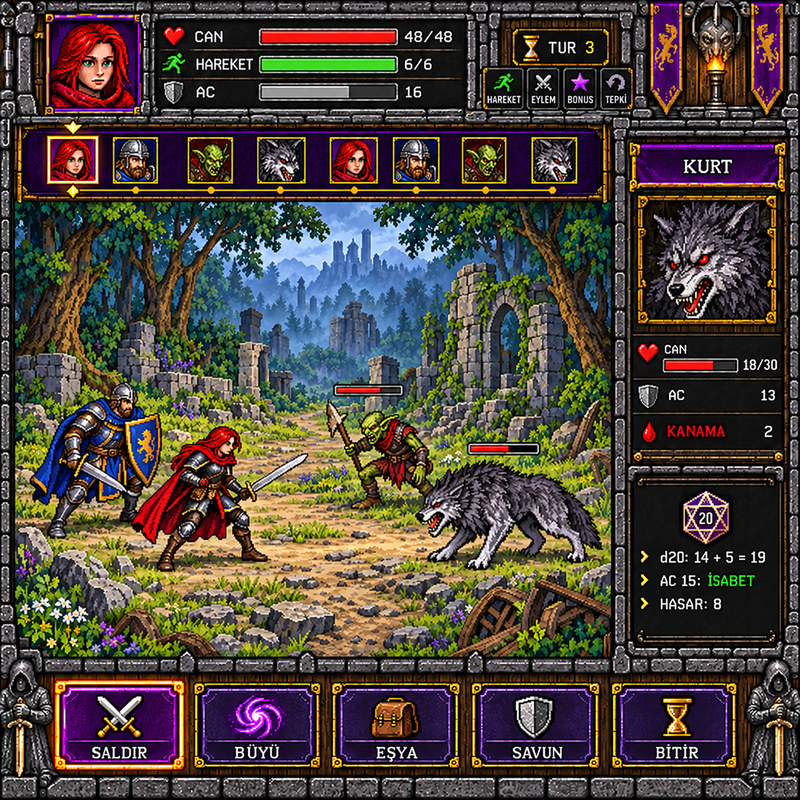 CAN 48/48
HAREKET 6/6
AC 16
TUR 3
HAREKET EYLEM BONUS TEPKİ
KURT
CAN
18/30
AC 13
KANAMA 2
20
d20: 14 + 5 = 19
AC 15: İSABET
HASAR: 8
SALDIR BÜYÜ EŞYA SAVUN BİTİR